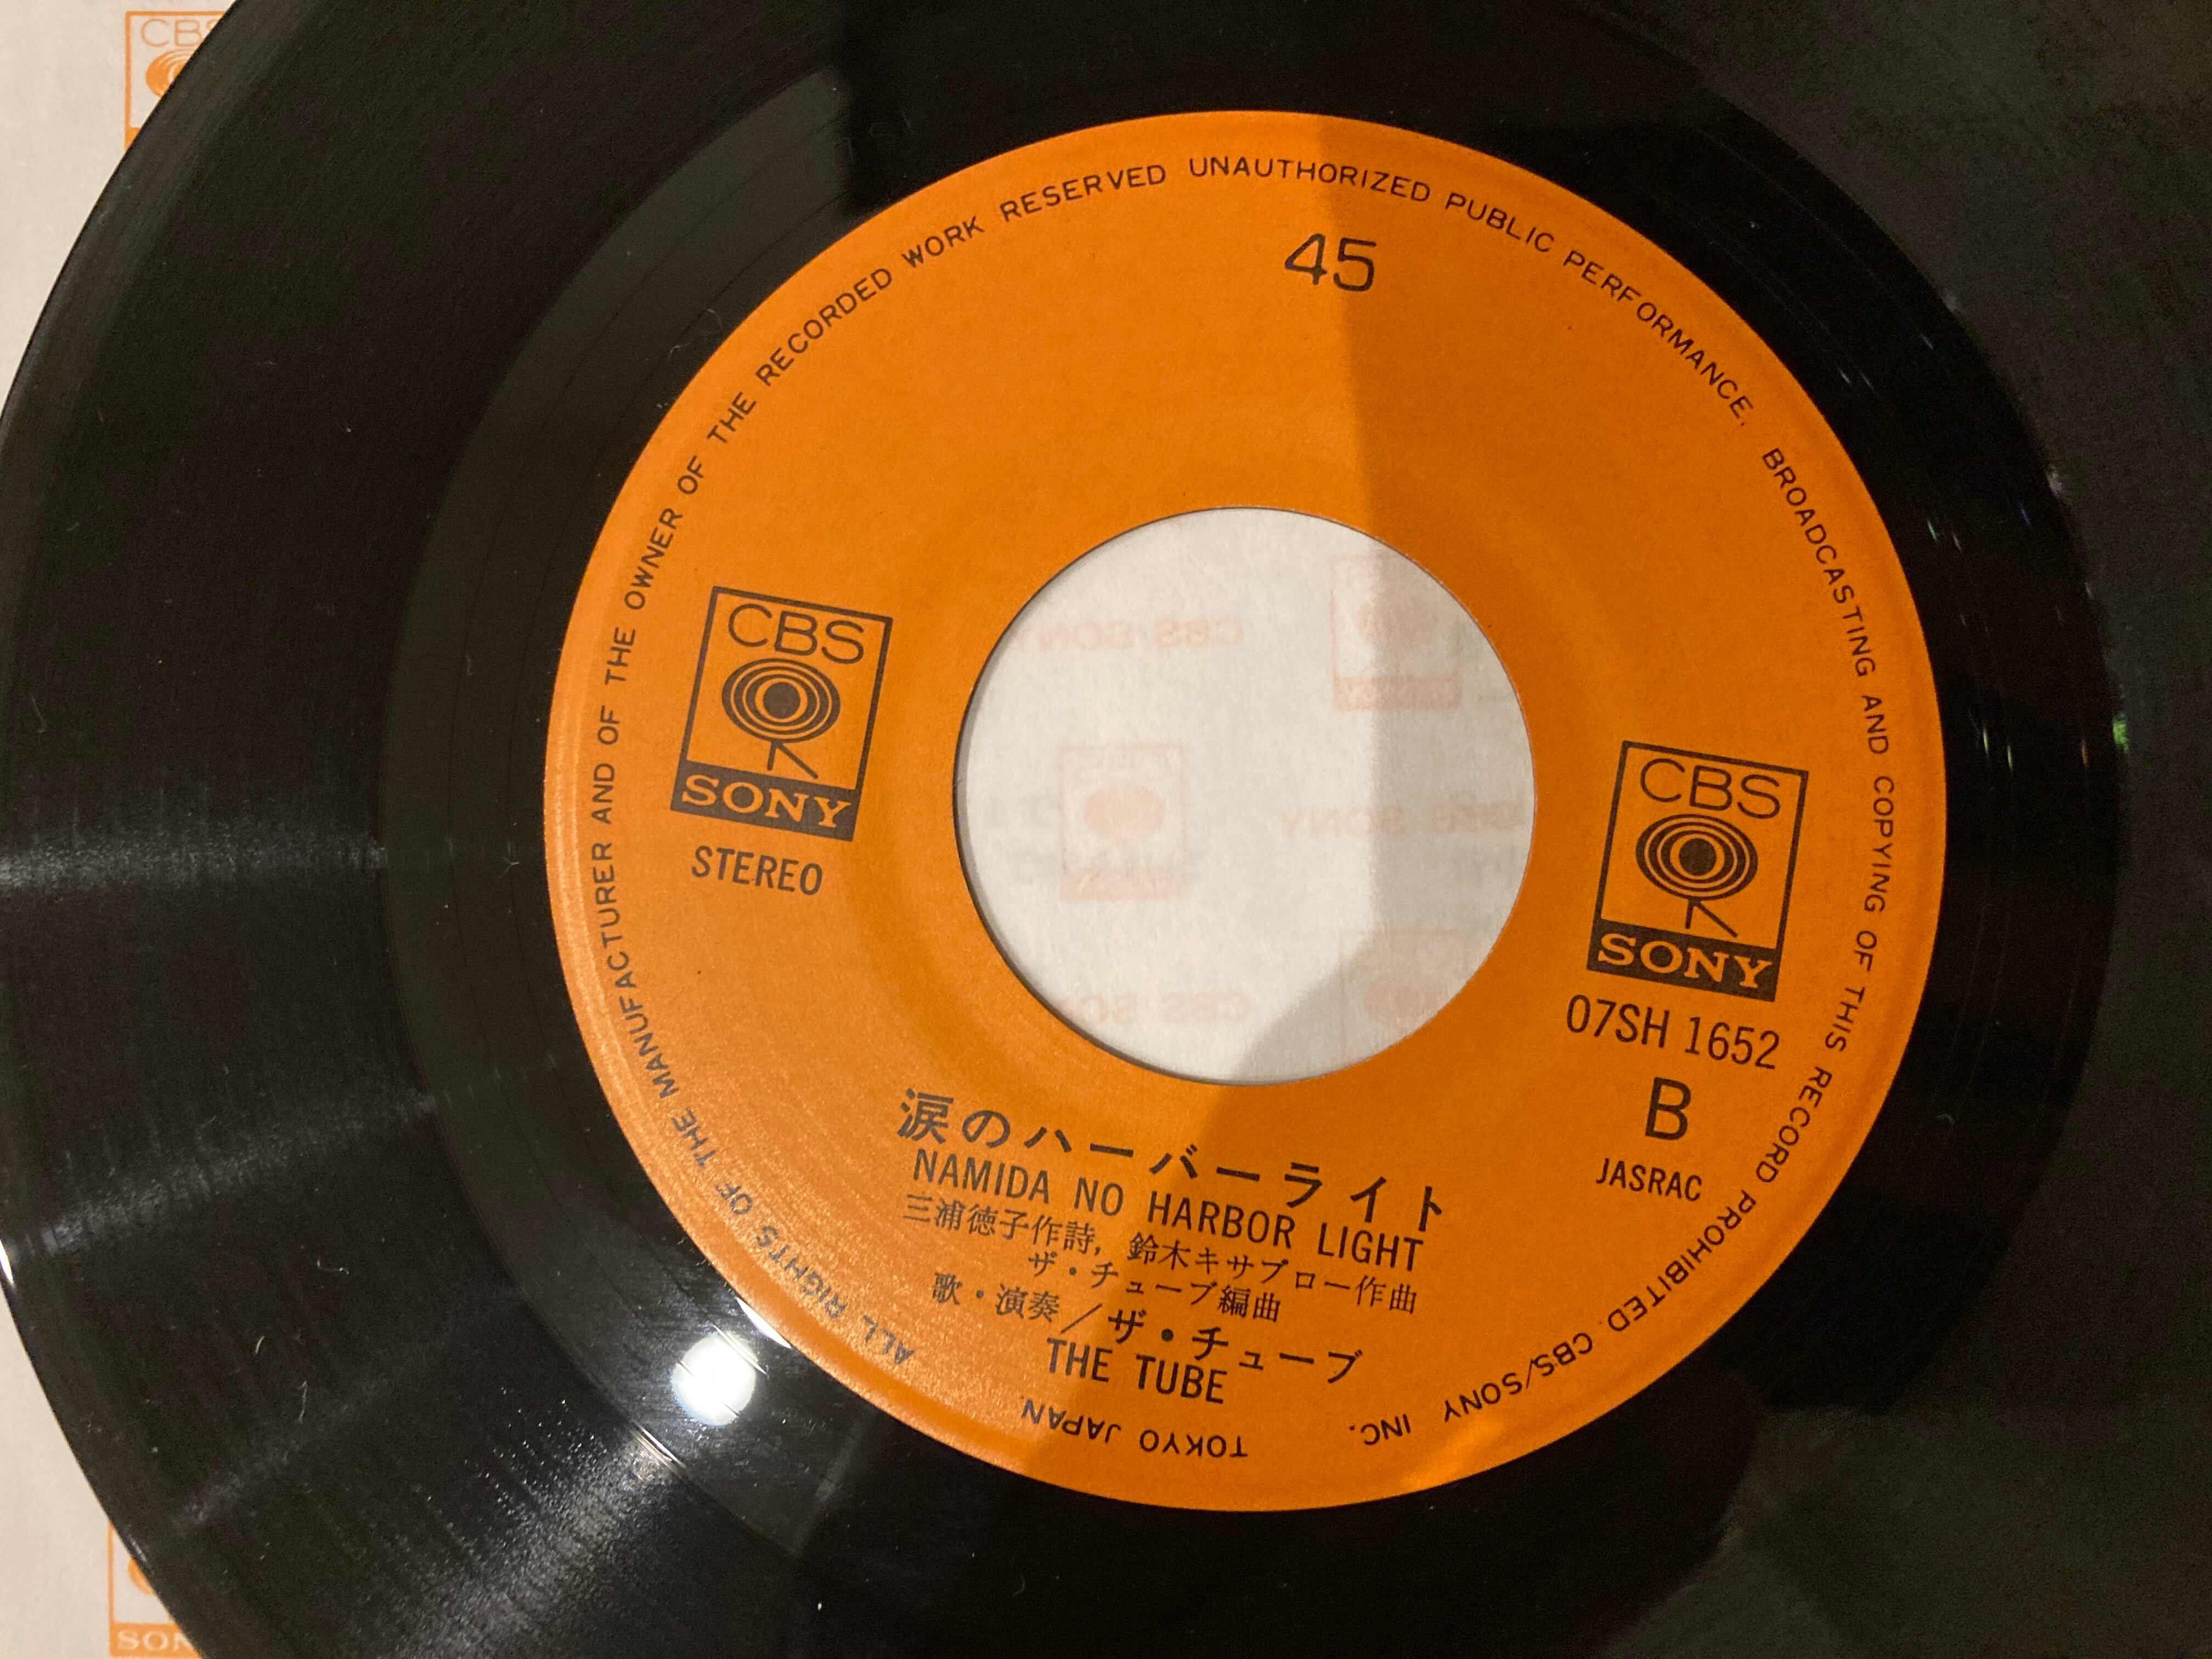 ALL RIGHTS OF THE MANUFACTURER AND OF THE OWNER OF THE RECORDED WORK RESERVED UNAUTHORIZED PUBLIC PERFORMANCE, BROADCASTING AND COPYING OF THIS RECORD PROHIBITED. CBS/SONY INC. TOKYO JAPAN
45
CBS
SONY
STEREO
CBS
SONY
07SH 1652
B
JASRAC
涙のハーバーライト
NAMIDA NO HARBOR LIGHT
三浦徳子作詩, 鈴木キサブロー作曲
ザ・チューブ編曲
歌・演奏/ザ・チューブ
THE TUBE